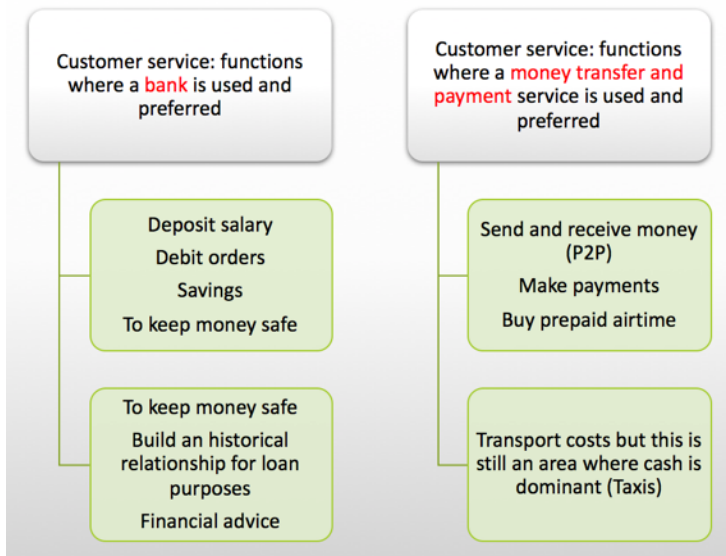 Customer service: functions
where a bank is used and
preferred
Deposit salary
Debit orders
Savings
To keep money safe
To keep money safe
Build an historical
relationship for loan
purposes
Financial advice
Customer service: functions
where a money transfer and
payment service is used and
preferred
Send and receive money
(P2P)
Make payments
Buy prepaid airtime
Transport costs but this is
still an area where cash is
dominant (Taxis)